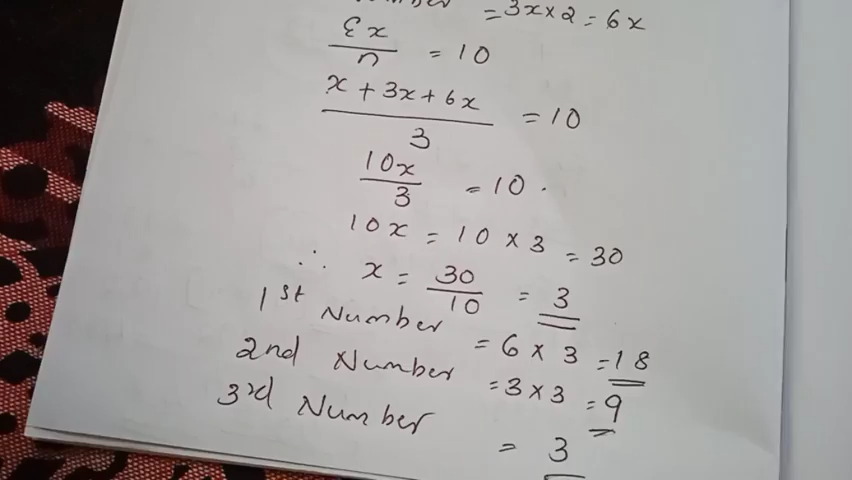 = 3x x 2 = 6x
Ɛx / n = 10
x + 3x + 6x / 3 = 10
10x / 3 = 10.
10x = 10 x 3 = 30
∴ x = 30 / 10 = 3
1st Number = 6 x 3 = 18
2nd Number = 3 x 3 = 9
3rd Number = 3